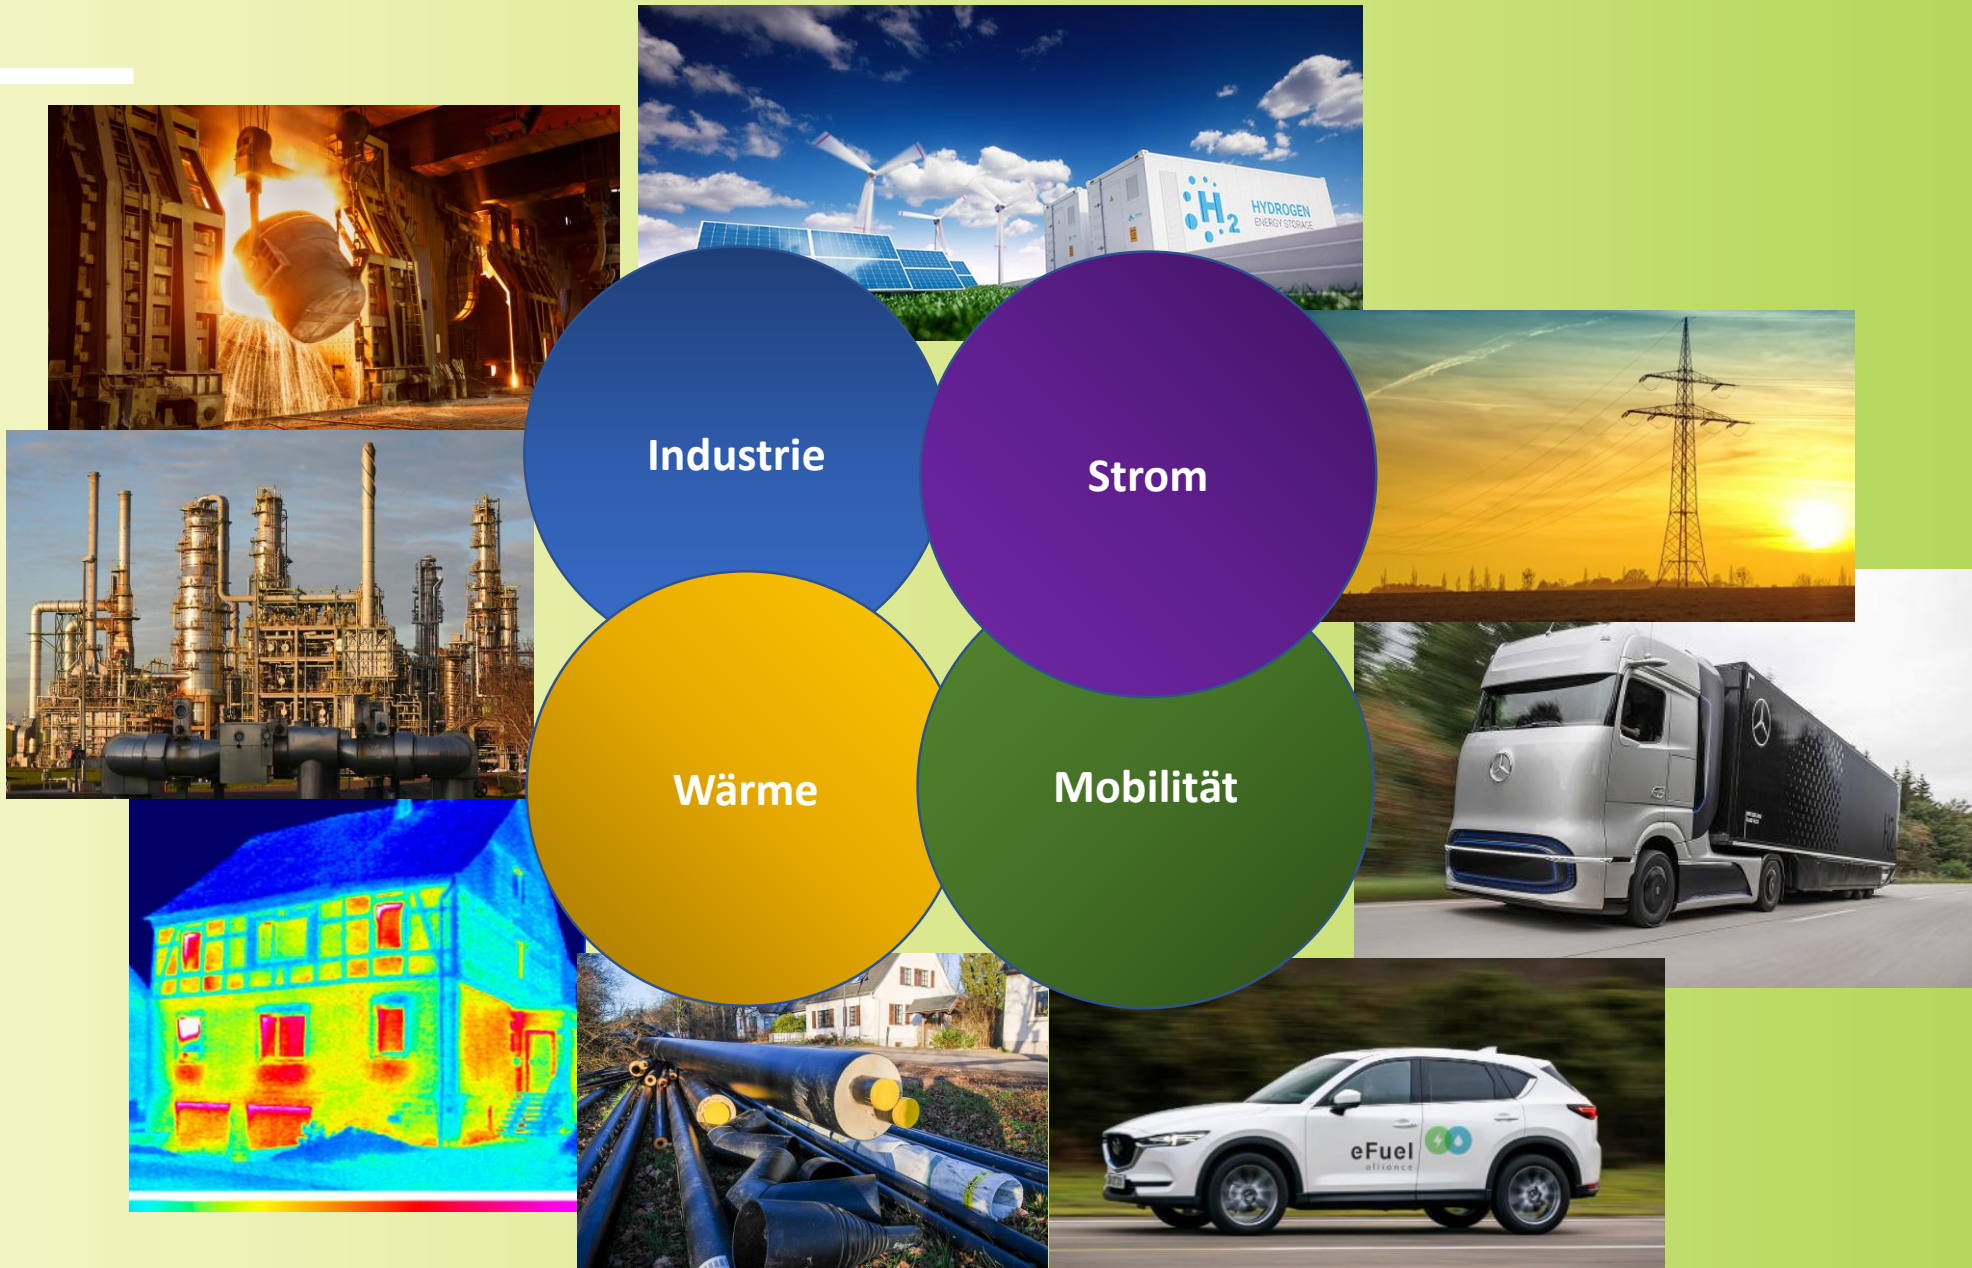 H2
HYDROGEN
ENERGY STORAGE
Industrie
Strom
Wärme
Mobilität
eFuel
alliance